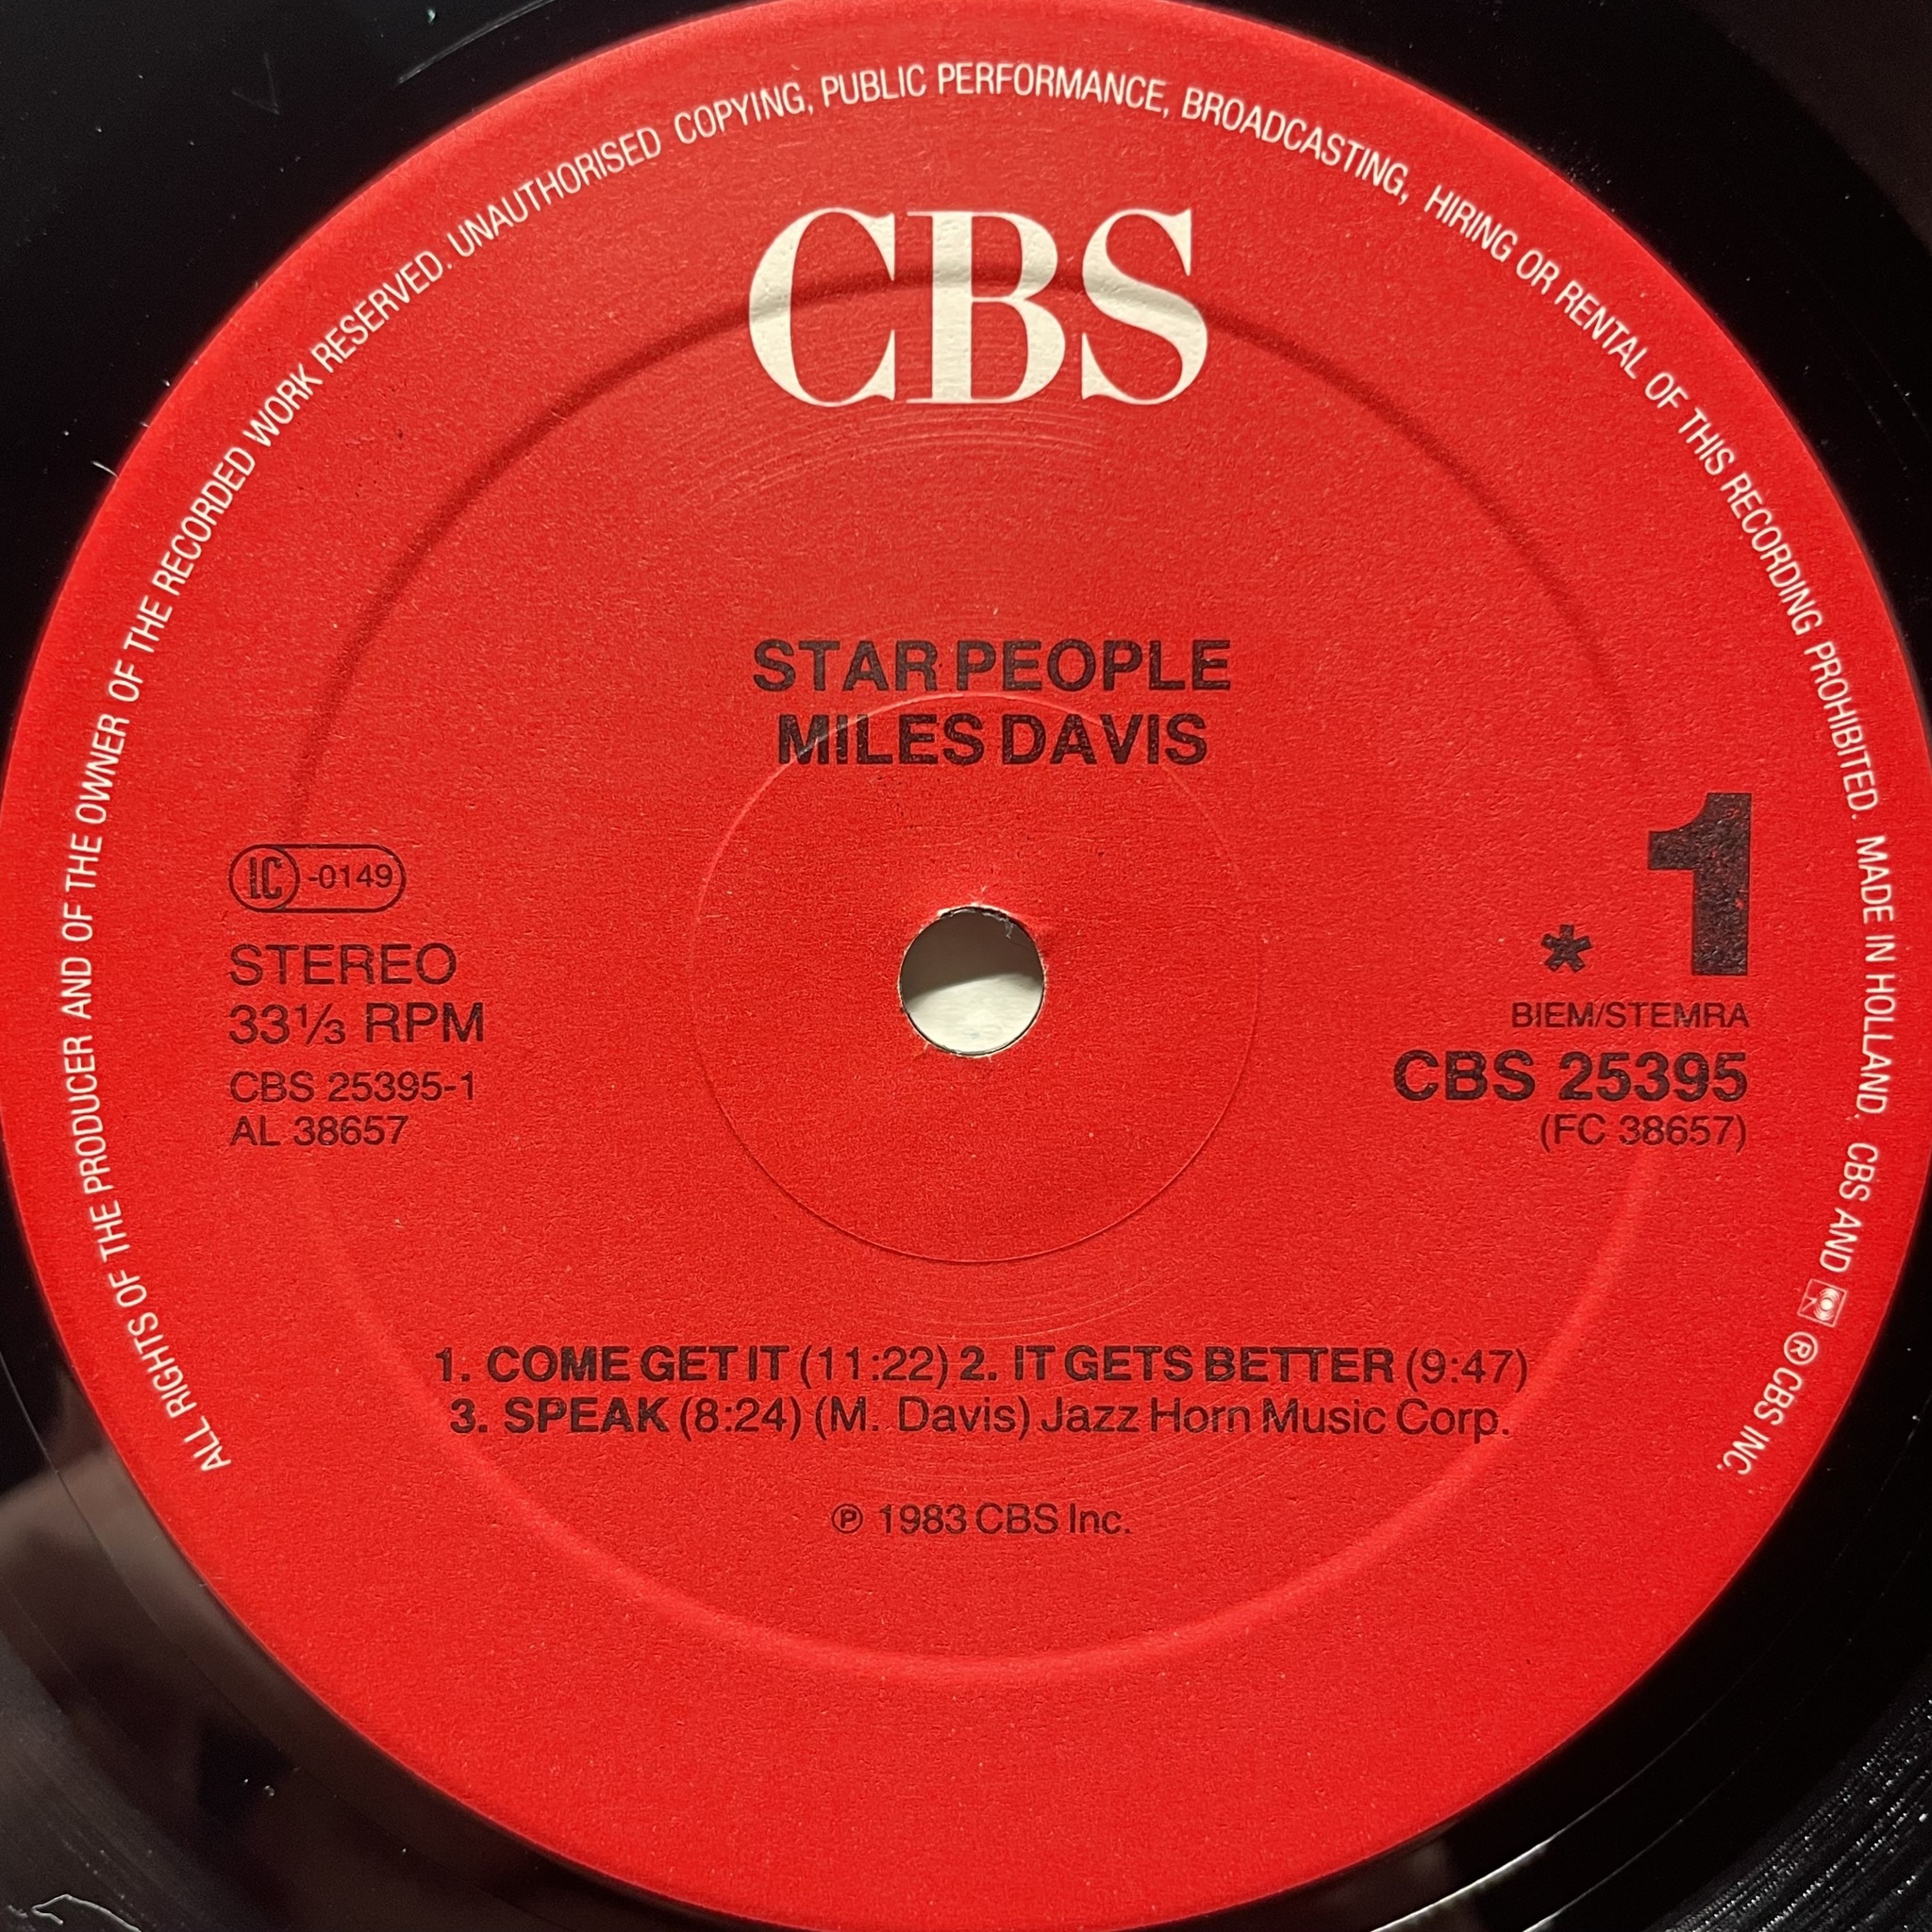 ALL RIGHTS OF THE PRODUCER AND OF THE OWNER OF THE RECORDED WORK RESERVED. UNAUTHORISED COPYING, PUBLIC PERFORMANCE, BROADCASTING, HIRING OR RENTAL OF THIS RECORDING PROHIBITED. MADE IN HOLLAND. CBS AND ® CBS INC.
CBS
STAR PEOPLE
MILES DAVIS
LC -0149
STEREO
33⅓ RPM
CBS 25395-1
AL 38657
* 1
BIEM/STEMRA
CBS 25395
(FC 38657)
1. COME GET IT (11:22) 2. IT GETS BETTER (9:47)
3. SPEAK (8:24) (M. Davis) Jazz Horn Music Corp.
℗ 1983 CBS Inc.